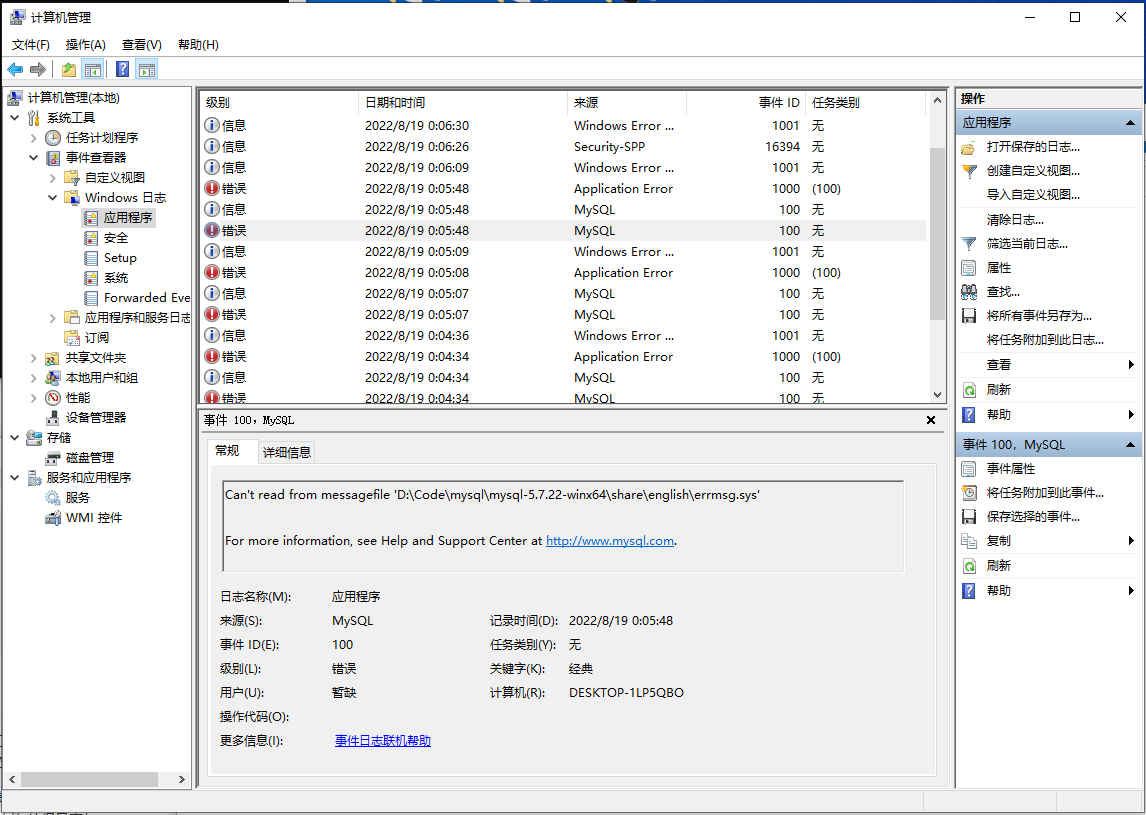 计算机管理
文件(F) 操作(A) 查看(V) 帮助(H)
计算机管理(本地)
系统工具
任务计划程序
事件查看器
自定义视图
Windows 日志
应用程序
安全
Setup
系统
Forwarded Eve
应用程序和服务日志
订阅
共享文件夹
本地用户和组
性能
设备管理器
存储
磁盘管理
服务和应用程序
服务
WMI 控件
级别 日期和时间 来源 事件 ID 任务类别
信息 2022/8/19 0:06:30 Windows Error ... 1001 无
信息 2022/8/19 0:06:26 Security-SPP 16394 无
信息 2022/8/19 0:06:09 Windows Error ... 1001 无
错误 2022/8/19 0:05:48 Application Error 1000 (100)
信息 2022/8/19 0:05:48 MySQL 100 无
错误 2022/8/19 0:05:48 MySQL 100 无
信息 2022/8/19 0:05:09 Windows Error ... 1001 无
错误 2022/8/19 0:05:08 Application Error 1000 (100)
信息 2022/8/19 0:05:07 MySQL 100 无
错误 2022/8/19 0:05:07 MySQL 100 无
信息 2022/8/19 0:04:36 Windows Error ... 1001 无
错误 2022/8/19 0:04:34 Application Error 1000 (100)
信息 2022/8/19 0:04:34 MySQL 100 无
错误 2022/8/19 0:04:34 MySQL 100 无
事件 100，MySQL
常规 详细信息
Can't read from messagefile 'D:\Code\mysql\mysql-5.7.22-winx64\share\english\errmsg.sys'
For more information, see Help and Support Center at http://www.mysql.com.
日志名称(M): 应用程序
来源(S): MySQL 记录时间(D): 2022/8/19 0:05:48
事件 ID(E): 100 任务类别(Y): 无
级别(L): 错误 关键字(K): 经典
用户(U): 暂缺 计算机(R): DESKTOP-1LP5QBO
操作代码(O):
更多信息(I): 事件日志联机帮助
操作
应用程序
打开保存的日志...
创建自定义视图...
导入自定义视图...
清除日志...
筛选当前日志...
属性
查找...
将所有事件另存为...
将任务附加到此日志...
查看
刷新
帮助
事件 100，MySQL
事件属性
将任务附加到此事件...
保存选择的事件...
复制
刷新
帮助